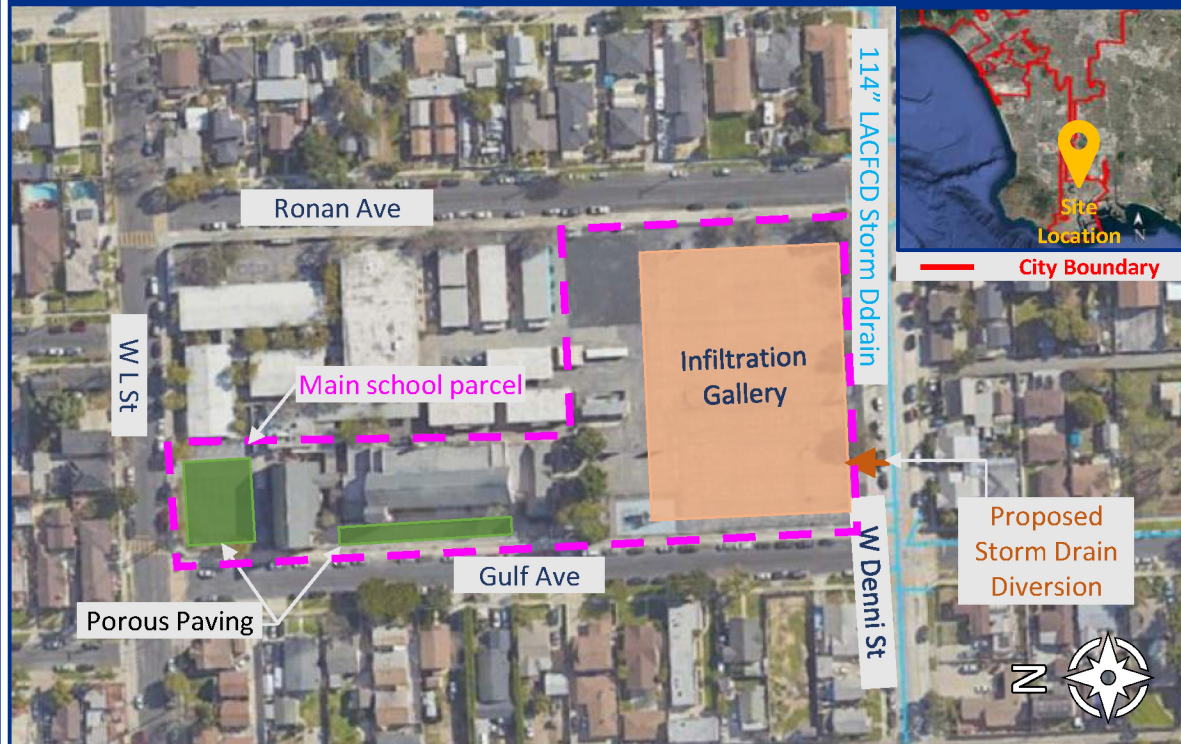 114" LACFCD Storm Ddrain
Site
Location
N
City Boundary
Ronan Ave
W L St
Main school parcel
Infiltration
Gallery
Proposed
Storm Drain
Diversion
Gulf Ave
W Denni St
Porous Paving
N